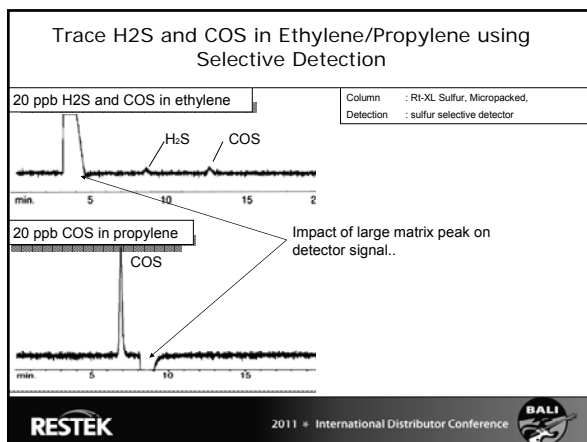 Trace H2S and COS in Ethylene/Propylene using
Selective Detection
20 ppb H2S and COS in ethylene
Column : Rt-XL Sulfur, Micropacked,
Detection : sulfur selective detector
H2S
COS
min. 5 10 15 2
20 ppb COS in propylene
Impact of large matrix peak on
detector signal..
COS
min. 5 10 15
RESTEK
2011 * International Distributor Conference
BALI